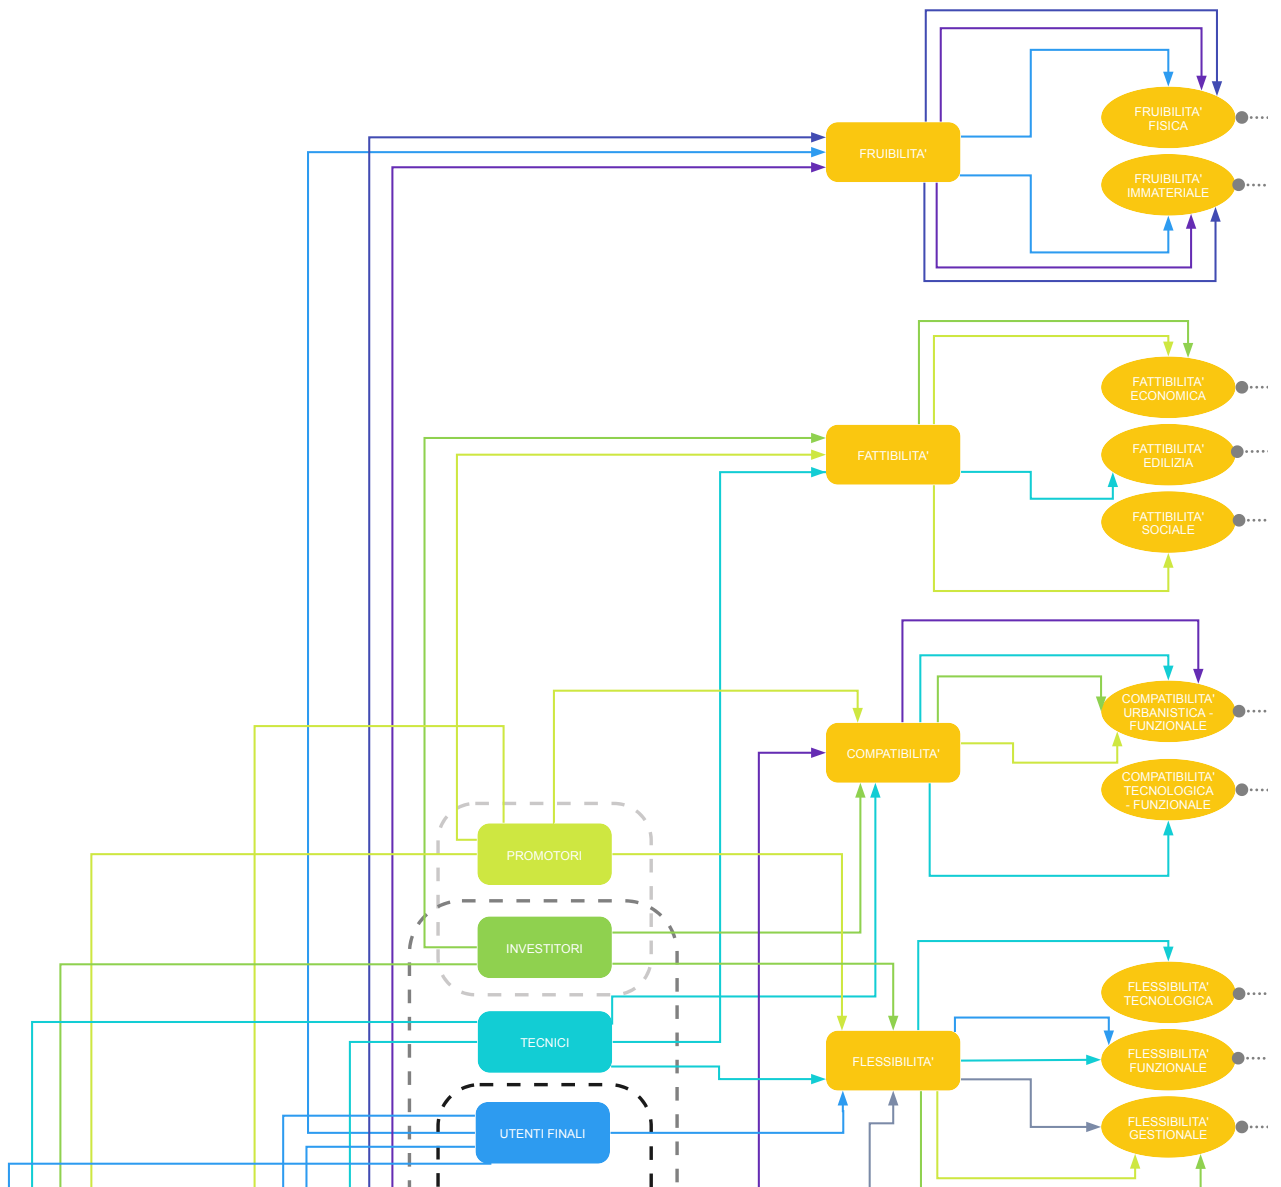 FRUIBILITA'
FISICA
FRUIBILITA'
FRUIBILITA'
IMMATERIALE
FATTIBILITA'
ECONOMICA
FATTIBILITA'
FATTIBILITA'
EDILIZIA
FATTIBILITA'
SOCIALE
COMPATIBILITA'
URBANISTICA -
FUNZIONALE
COMPATIBILITA'
COMPATIBILITA'
TECNOLOGICA
- FUNZIONALE
PROMOTORI
INVESTITORI
FLESSIBILITA'
TECNOLOGICA
TECNICI
FLESSIBILITA'
FLESSIBILITA'
FUNZIONALE
UTENTI FINALI
FLESSIBILITA'
GESTIONALE